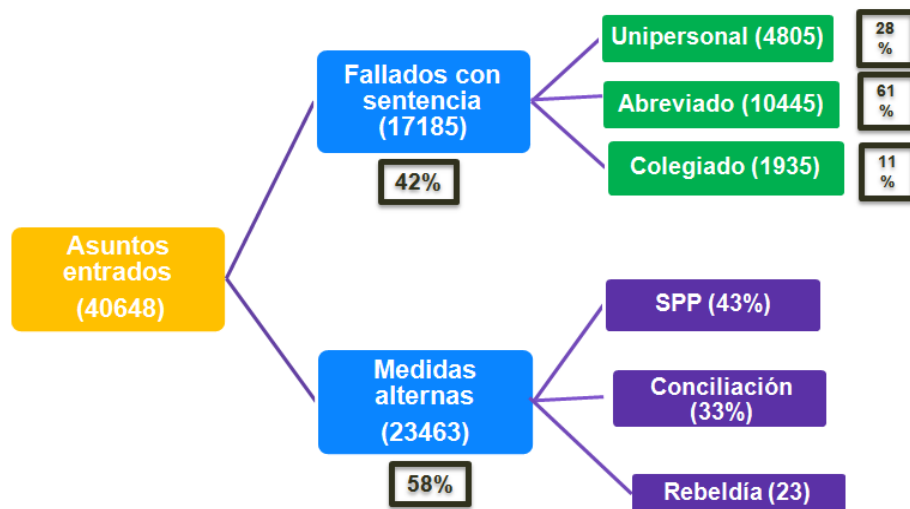 Asuntos
entrados
(40648)
Fallados con
sentencia
(17185)
42%
Unipersonal (4805)
28
%
Abreviado (10445)
61
%
Colegiado (1935)
11
%
Medidas
alternas
(23463)
58%
SPP (43%)
Conciliación
(33%)
Rebeldía (23)